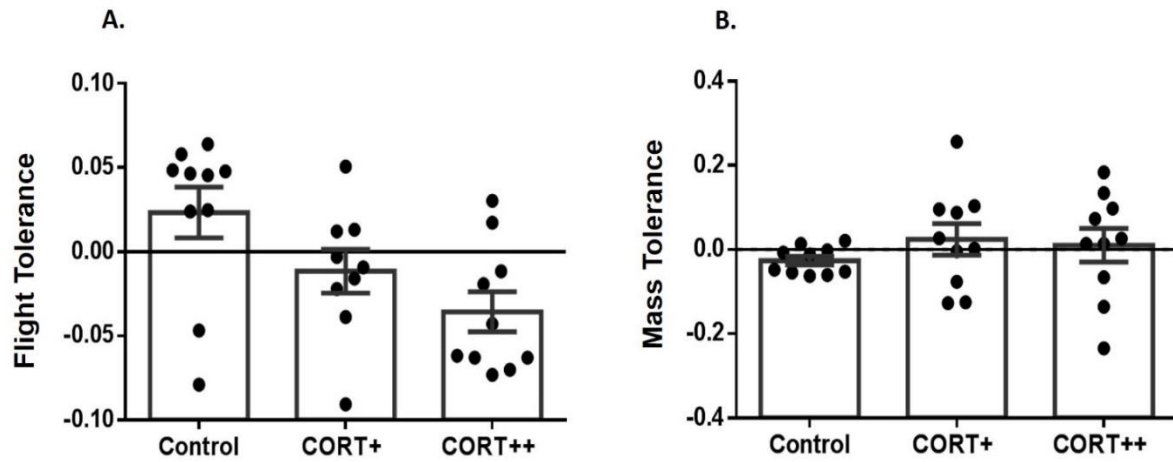 A.
Flight Tolerance
0.10
0.05
0.00
-0.05
-0.10
Control CORT+ CORT++
B.
Mass Tolerance
0.4
0.2
0.0
-0.2
-0.4
Control CORT+ CORT++